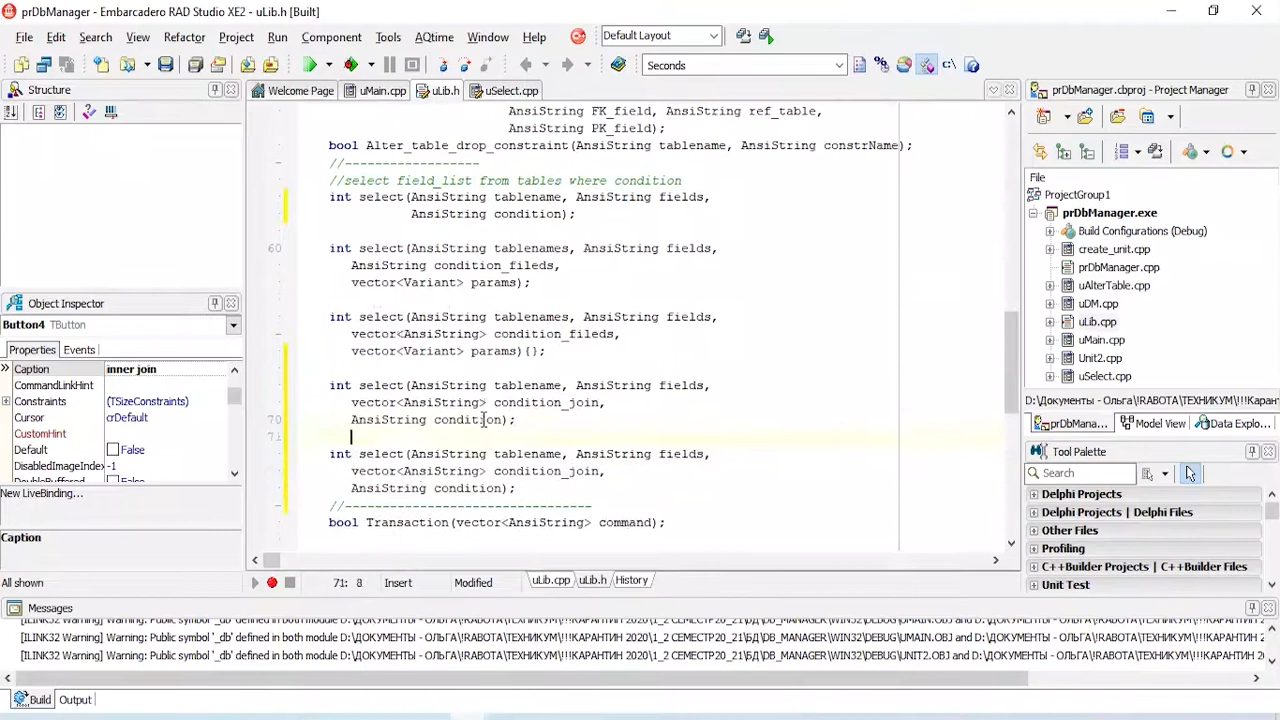 prDbManager - Embarcadero RAD Studio XE2 - uLib.h [Built]
File Edit Search View Refactor Project Run Component Tools AQtime Window Help Default Layout
Seconds
Structure
Welcome Page uMain.cpp uLib.h uSelect.cpp
AnsiString FK_field, AnsiString ref_table,
AnsiString PK_field);
bool Alter_table_drop_constraint(AnsiString tablename, AnsiString constrName);
//------------------
//select field_list from tables where condition
int select(AnsiString tablename, AnsiString fields,
AnsiString condition);
60 int select(AnsiString tablenames, AnsiString fields,
AnsiString condition_fileds,
vector<Variant> params);
int select(AnsiString tablenames, AnsiString fields,
vector<AnsiString> condition_fileds,
vector<Variant> params){};
int select(AnsiString tablename, AnsiString fields,
vector<AnsiString> condition_join,
70 AnsiString condition);
71
int select(AnsiString tablename, AnsiString fields,
vector<AnsiString> condition_join,
AnsiString condition);
//---------------------------------
bool Transaction(vector<AnsiString> command);
71: 8 Insert Modified uLib.cpp uLib.h History
Object Inspector
Button4 TButton
Properties Events
Caption inner join
CommandLinkHint
Constraints (TSizeConstraints)
Cursor crDefault
CustomHint
Default False
DisabledImageIndex -1
DoubleBuffered False
New LiveBinding...
Caption
All shown
prDbManager.cbproj - Project Manager
File
ProjectGroup1
prDbManager.exe
Build Configurations (Debug)
create_unit.cpp
prDbManager.cpp
uAlterTable.cpp
uDM.cpp
uLib.cpp
uMain.cpp
Unit2.cpp
uSelect.cpp
D:\Документы - Ольга\!Rabota\Техникум\!!!Каран
prDbMana... Model View Data Explo...
Tool Palette
Search
Delphi Projects
Delphi Projects | Delphi Files
Other Files
Profiling
C++Builder Projects | C++Builder Files
Unit Test
Messages
[ILINK32 Warning] Warning: Public symbol '_db' defined in both module D:\ДОКУМЕНТЫ - ОЛЬГА\!RABOTA\ТЕХНИКУМ\!!!КАРАНТИН 2020\1_2 СЕМЕСТР20_21\БД\DB_MANAGER\WIN32\DEBUG\UMAIN.OBJ and D:\ДОКУМЕНТЫ - ОЛЬГА\!RABOTA\ТЕХНИКУМ\!!!КАРАНТИН 2020\1_2
[ILINK32 Warning] Warning: Public symbol '_db' defined in both module D:\ДОКУМЕНТЫ - ОЛЬГА\!RABOTA\ТЕХНИКУМ\!!!КАРАНТИН 2020\1_2 СЕМЕСТР20_21\БД\DB_MANAGER\WIN32\DEBUG\UMAIN.OBJ and D:\ДОКУМЕНТЫ - ОЛЬГА\!RABOTA\ТЕХНИКУМ\!!!КАРАНТИН 2020\1_2
[ILINK32 Warning] Warning: Public symbol '_db' defined in both module D:\ДОКУМЕНТЫ - ОЛЬГА\!RABOTA\ТЕХНИКУМ\!!!КАРАНТИН 2020\1_2 СЕМЕСТР20_21\БД\DB_MANAGER\WIN32\DEBUG\UNIT2.OBJ and D:\ДОКУМЕНТЫ - ОЛЬГА\!RABOTA\ТЕХНИКУМ\!!!КАРАНТИН 2020\1_2 С
Build Output